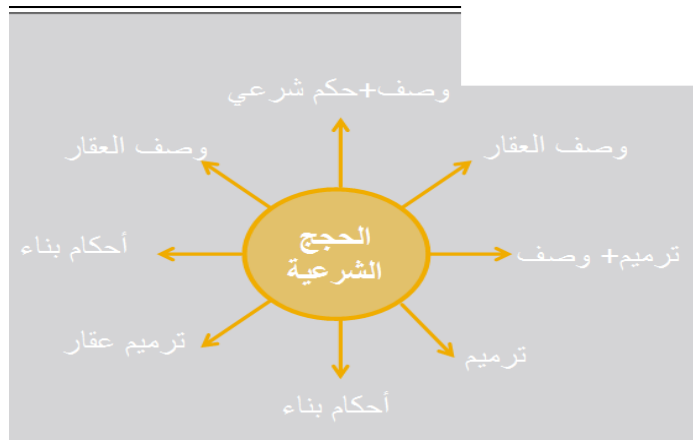 وصف+حكم شرعي
وصف العقار
وصف العقار
الحجج
الشرعية
ترميم+ وصف
أحكام بناء
ترميم عقار
ترميم
أحكام بناء